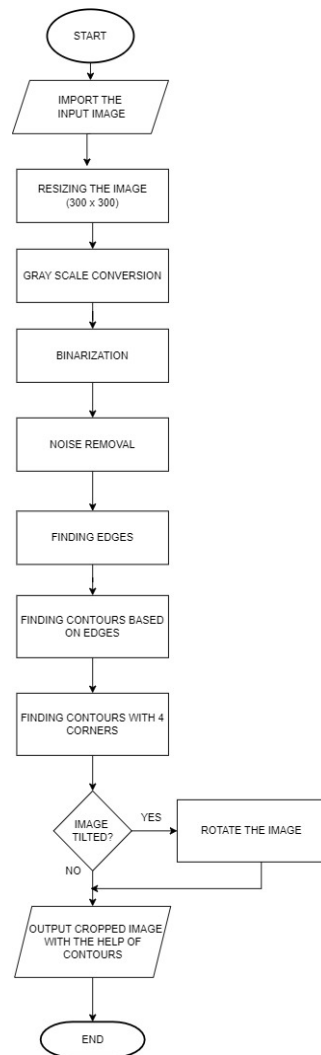 START
IMPORT THE
INPUT IMAGE
RESIZING THE IMAGE
(300 x 300)
GRAY SCALE CONVERSION
BINARIZATION
NOISE REMOVAL
FINDING EDGES
FINDING CONTOURS BASED
ON EDGES
FINDING CONTOURS WITH 4
CORNERS
IMAGE
TILTED?
YES
ROTATE THE IMAGE
NO
OUTPUT CROPPED IMAGE
WITH THE HELP OF
CONTOURS
END